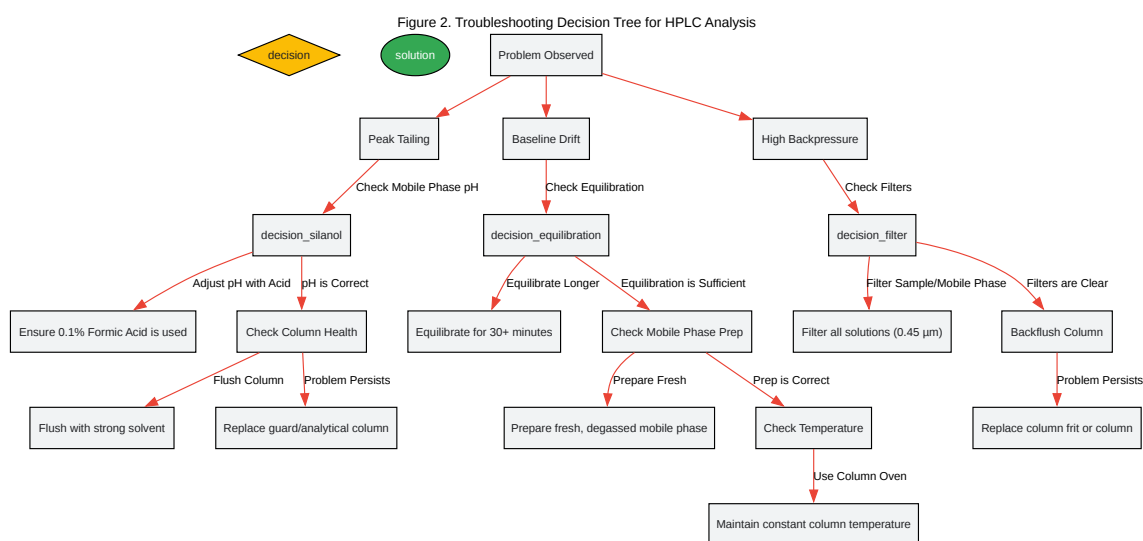 Figure 2. Troubleshooting Decision Tree for HPLC Analysis
decision
solution
Problem Observed
Peak Tailing
Baseline Drift
High Backpressure
Check Mobile Phase pH
Check Equilibration
Check Filters
decision_silanol
decision_equilibration
decision_filter
Adjust pH with Acid
pH is Correct
Equilibrate Longer
Equilibration is Sufficient
Filter Sample/Mobile Phase
Filters are Clear
Ensure 0.1% Formic Acid is used
Check Column Health
Equilibrate for 30+ minutes
Check Mobile Phase Prep
Filter all solutions (0.45 µm)
Backflush Column
Flush Column
Problem Persists
Prepare Fresh
Prep is Correct
Problem Persists
Flush with strong solvent
Replace guard/analytical column
Prepare fresh, degassed mobile phase
Check Temperature
Replace column frit or column
Use Column Oven
Maintain constant column temperature